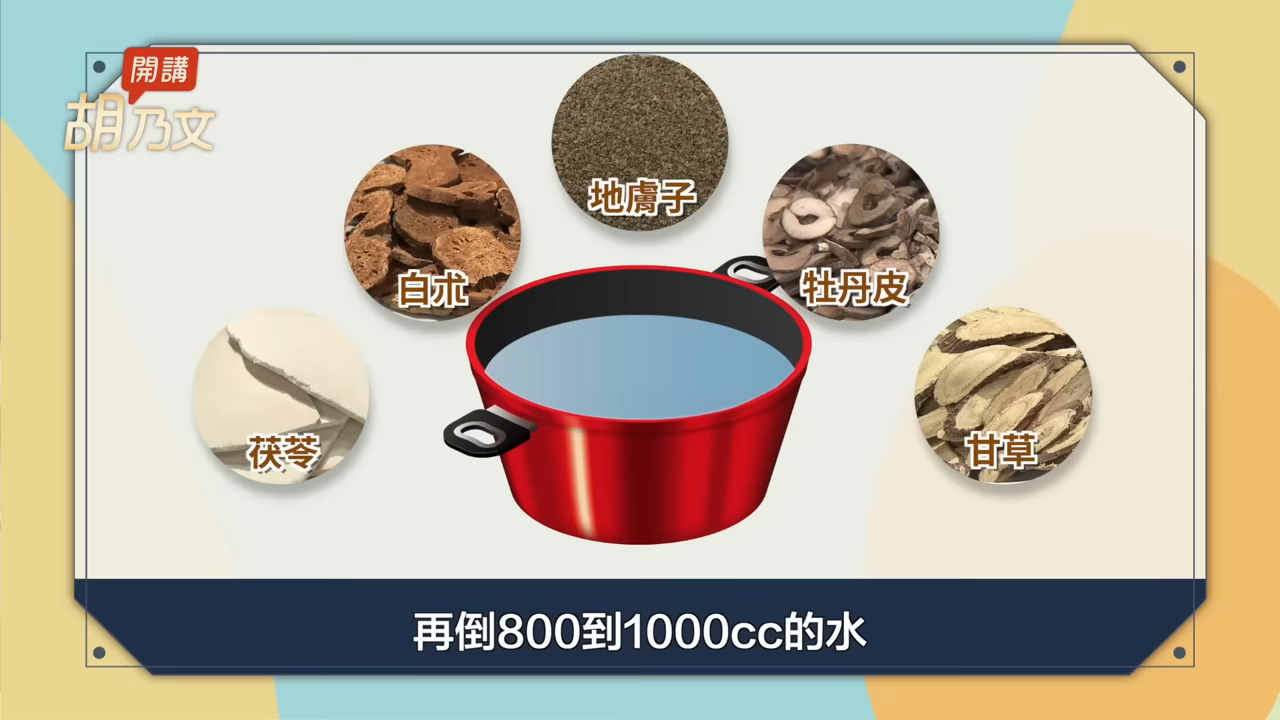 開講
胡乃文
地膚子
白朮
牡丹皮
茯苓
甘草
再倒800到1000cc的水